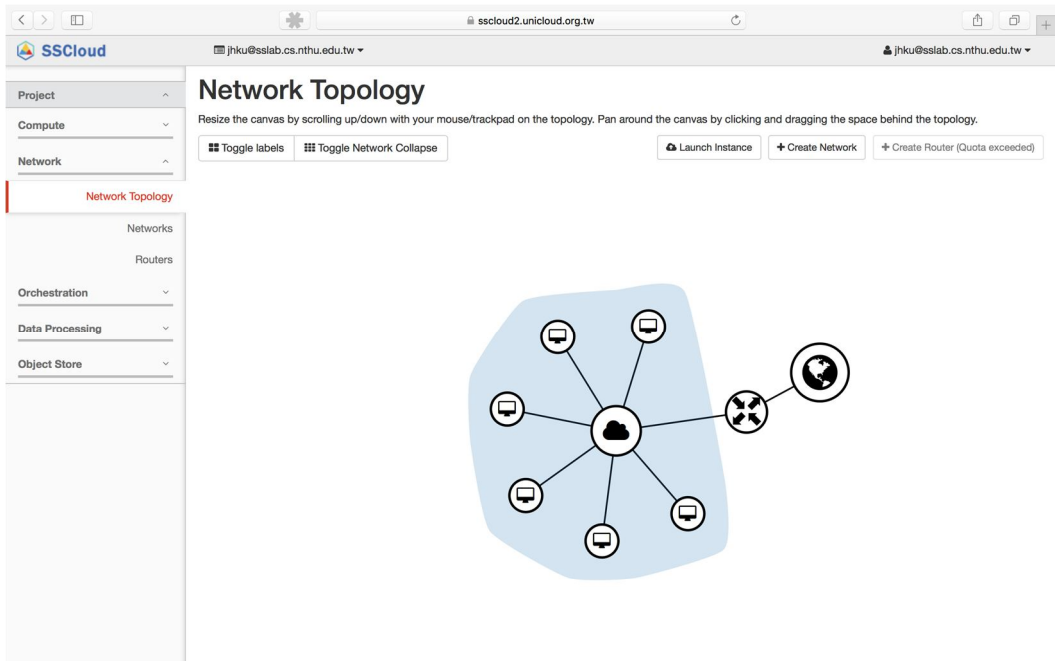 sscloud2.unicloud.org.tw
SSCloud
jhku@sslab.cs.nthu.edu.tw
jhku@sslab.cs.nthu.edu.tw
Project
Compute
Network
Network Topology
Networks
Routers
Orchestration
Data Processing
Object Store
Network Topology
Resize the canvas by scrolling up/down with your mouse/trackpad on the topology. Pan around the canvas by clicking and dragging the space behind the topology.
Toggle labels
Toggle Network Collapse
Launch Instance
+ Create Network
+ Create Router (Quota exceeded)